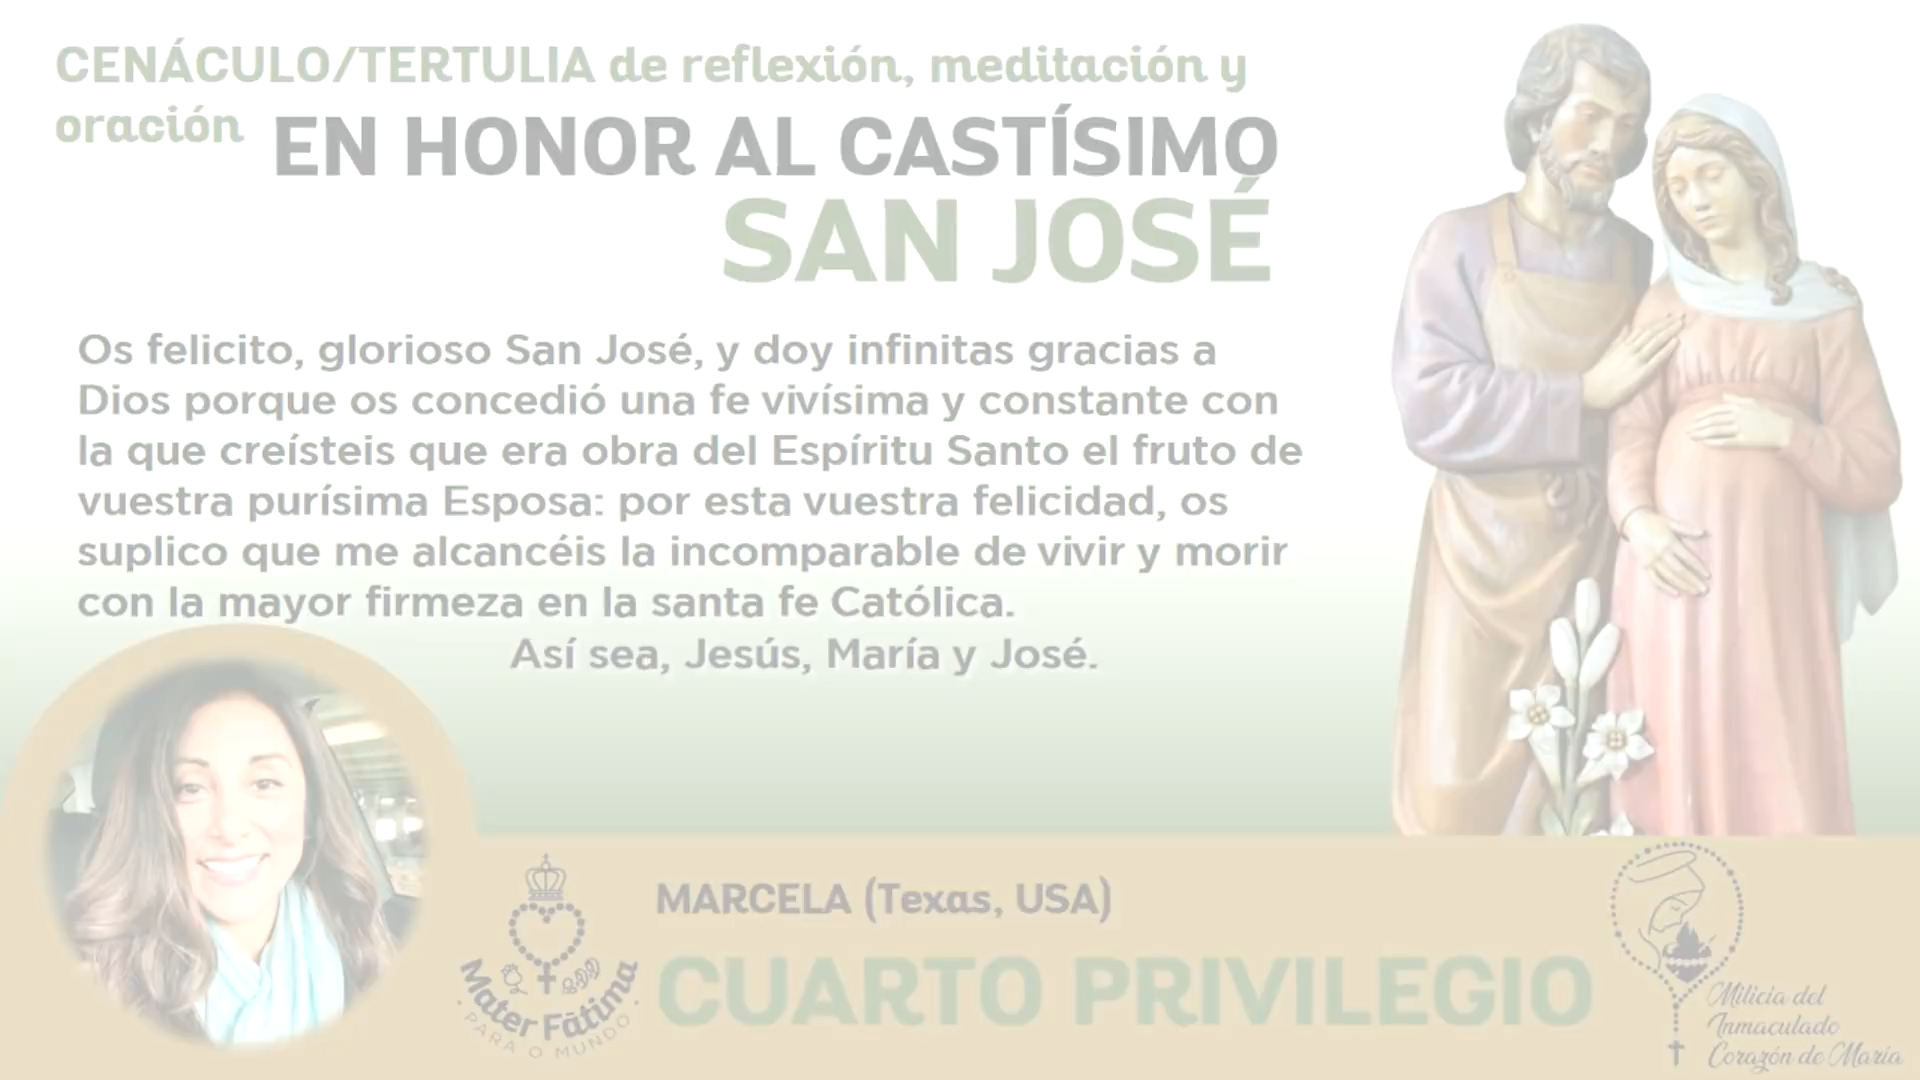 CENÁCULO/TERTULIA de reflexión, meditación y
oración
EN HONOR AL CASTÍSIMO
SAN JOSÉ
Os felicito, glorioso San José, y doy infinitas gracias a
Dios porque os concedió una fe vivísima y constante con
la que creísteis que era obra del Espíritu Santo el fruto de
vuestra purísima Esposa: por esta vuestra felicidad, os
suplico que me alcancéis la incomparable de vivir y morir
con la mayor firmeza en la santa fe Católica.
Así sea, Jesús, María y José.
MARCELA (Texas, USA)
CUARTO PRIVILEGIO
Mater Fátima
PARA O MUNDO
Milicia del
Inmaculado
Corazón de María